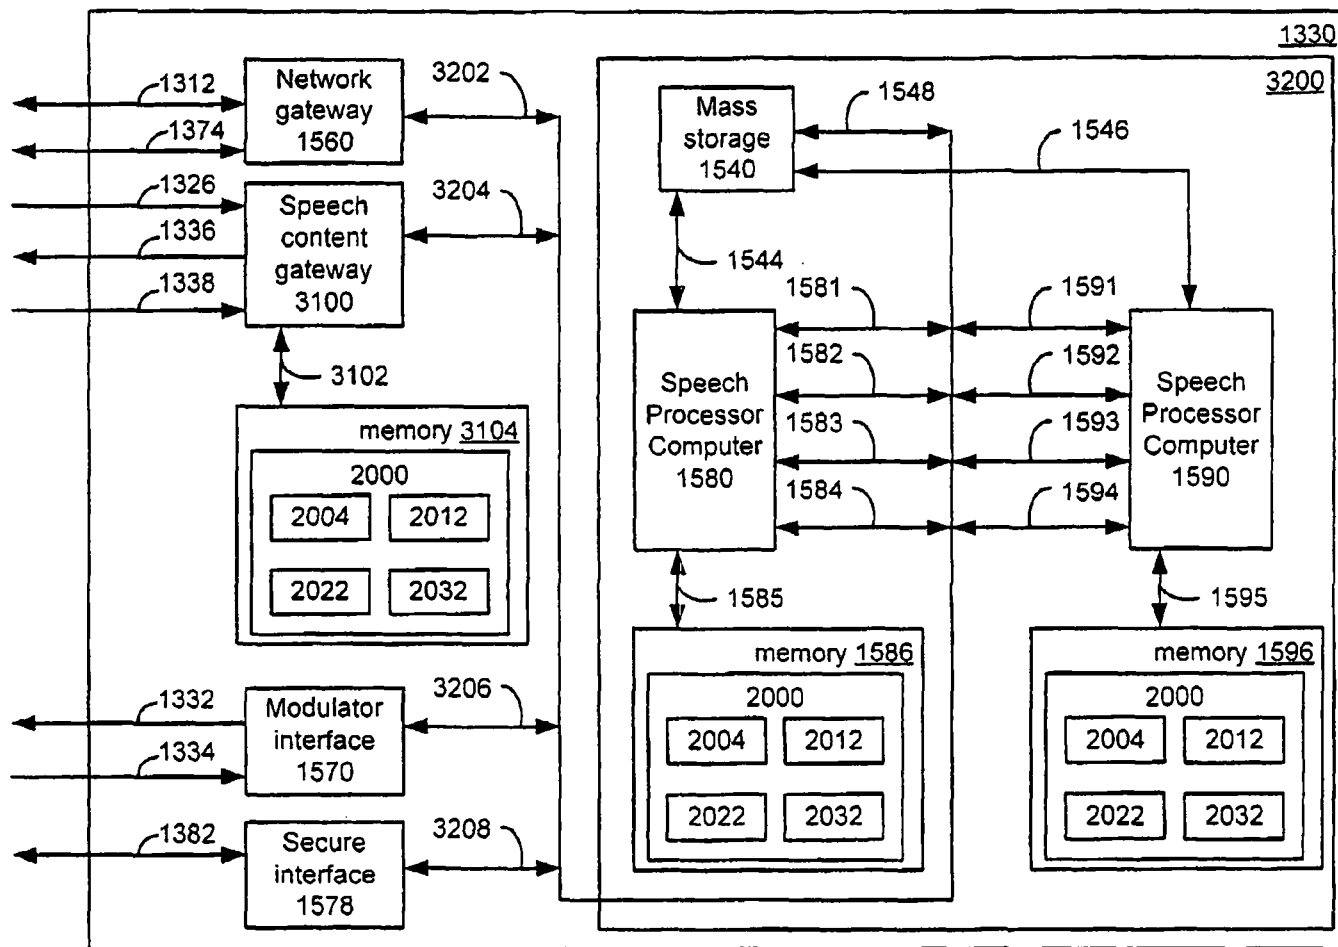 1330
3200
1312
Network
gateway
1560
3202
1374
1326
Speech
content
gateway
3100
3204
1336
1338
3102
memory 3104
2000
2004 2012
2022 2032
1332
Modulator
interface
1570
3206
1334
1382
Secure
interface
1578
3208
Mass
storage
1540
1548
1546
1544
1581
1591
1582
1592
Speech
Processor
Computer
1580
1583
1593
Speech
Processor
Computer
1590
1584
1594
1585
1595
memory 1586
2000
2004 2012
2022 2032
memory 1596
2000
2004 2012
2022 2032